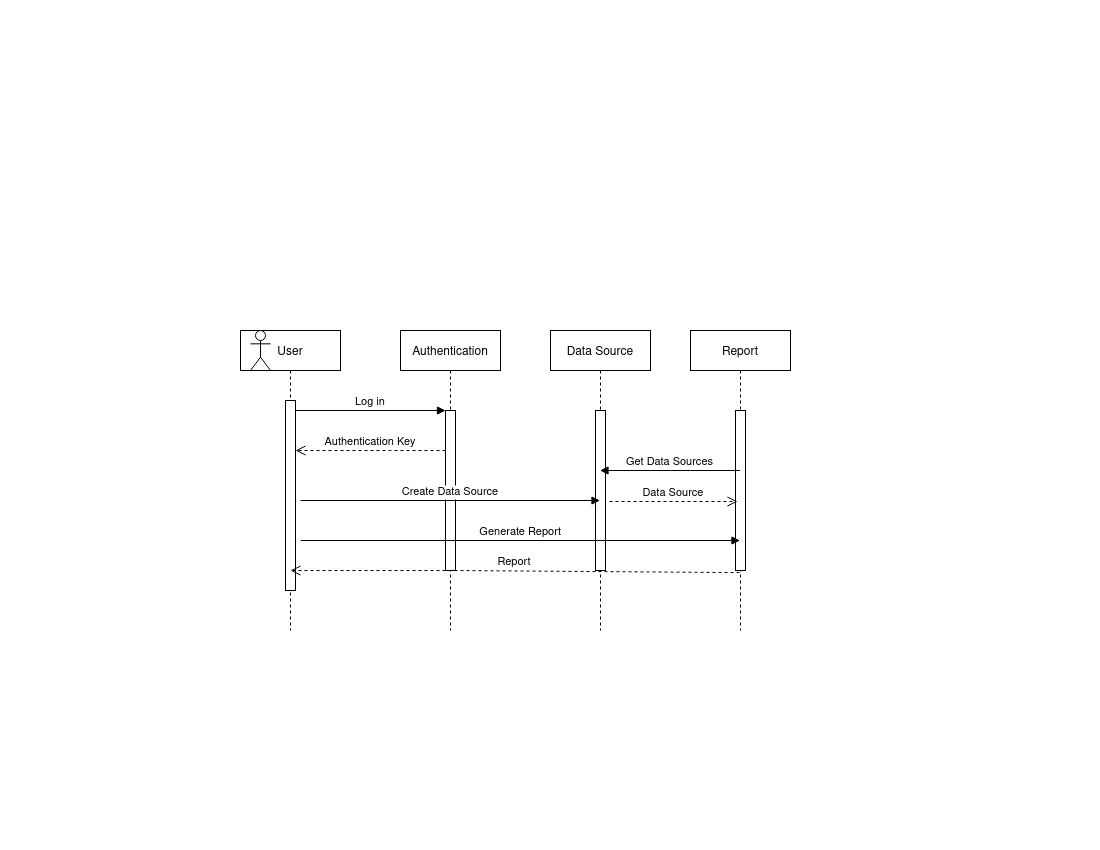 User
Authentication
Data Source
Report
Log in
Authentication Key
Get Data Sources
Create Data Source
Data Source
Generate Report
Report